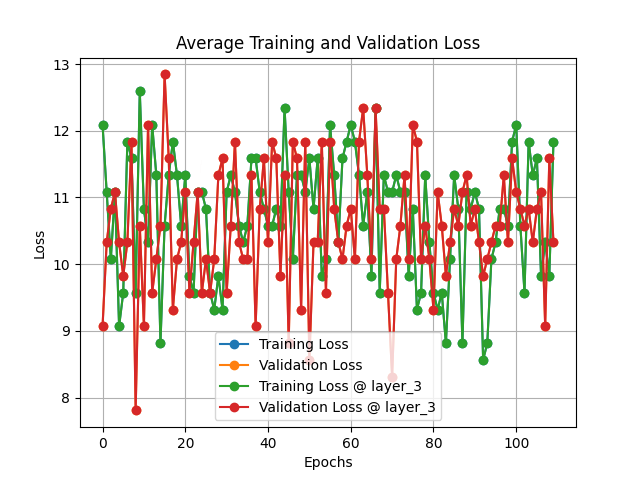 Average Training and Validation Loss
13
12
11
10
9
8
Loss
Training Loss
Validation Loss
Training Loss @ layer_3
Validation Loss @ layer_3
0 20 40 60 80 100
Epochs